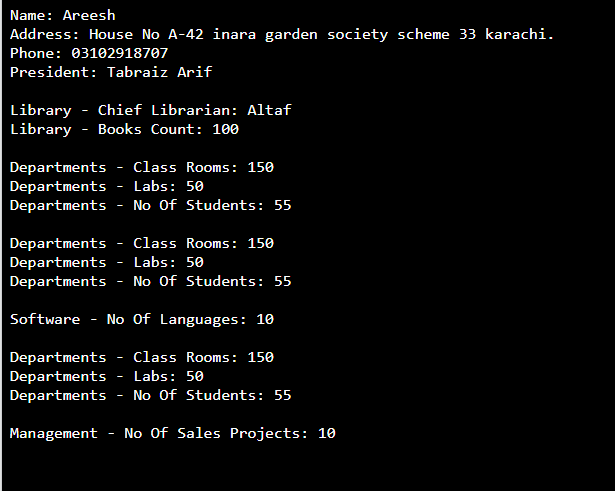 Name: Areesh
Address: House No A-42 inara garden society scheme 33 karachi.
Phone: 03102918707
President: Tabraiz Arif
Library - Chief Librarian: Altaf
Library - Books Count: 100
Departments - Class Rooms: 150
Departments - Labs: 50
Departments - No Of Students: 55
Departments - Class Rooms: 150
Departments - Labs: 50
Departments - No Of Students: 55
Software - No Of Languages: 10
Departments - Class Rooms: 150
Departments - Labs: 50
Departments - No Of Students: 55
Management - No Of Sales Projects: 10